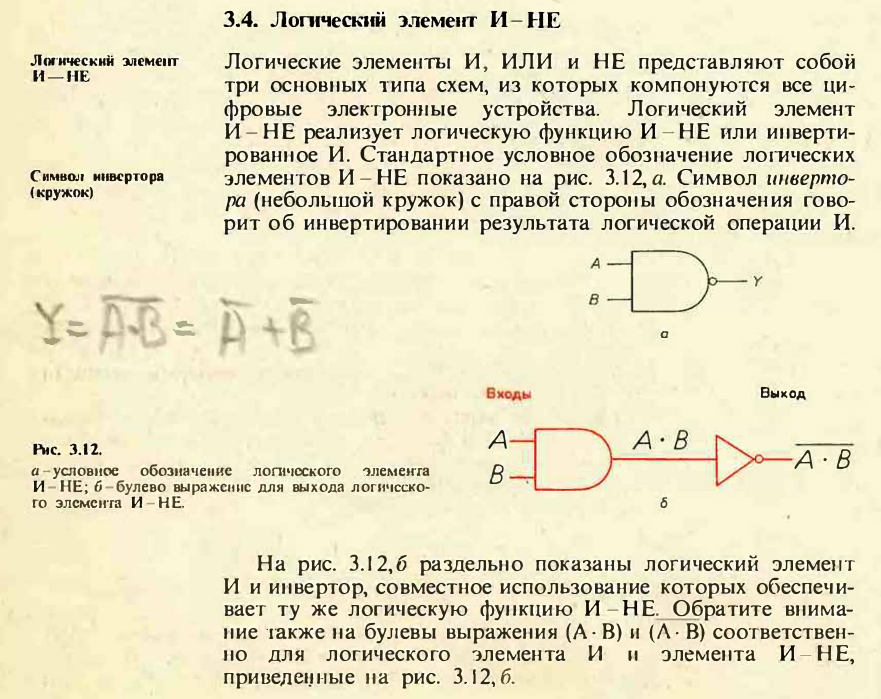 3.4. Логический элемент И–НЕ
Логический элемент
И—НЕ
Логические элементы И, ИЛИ и НЕ представляют собой
три основных типа схем, из которых компонуются все ци-
фровые электронные устройства. Логический элемент
И–НЕ реализует логическую функцию И–НЕ или инверти-
рованное И. Стандартное условное обозначение логических
Символ инвертора
(кружок)
элементов И–НЕ показано на рис. 3.12, а. Символ инверто-
ра (небольшой кружок) с правой стороны обозначения гово-
рит об инвертировании результата логической операции И.
A
B
Y
а
Y = A̅·̅B̅ = A̅ + B̅
Входы
Выход
A
B
A · B
A̅ ·̅ B̅
б
Рис. 3.12.
а–условное обозначение логического элемента
И–НЕ; б–булево выражение для выхода логическо-
го элемента И–НЕ.
На рис. 3.12, б раздельно показаны логический элемент
И и инвертор, совместное использование которых обеспечи-
вает ту же логическую функцию И–НЕ. Обратите внима-
ние также на булевы выражения (A · B) и (A · B) соответствен-
но для логического элемента И и элемента И–НЕ,
приведенные на рис. 3.12, б.